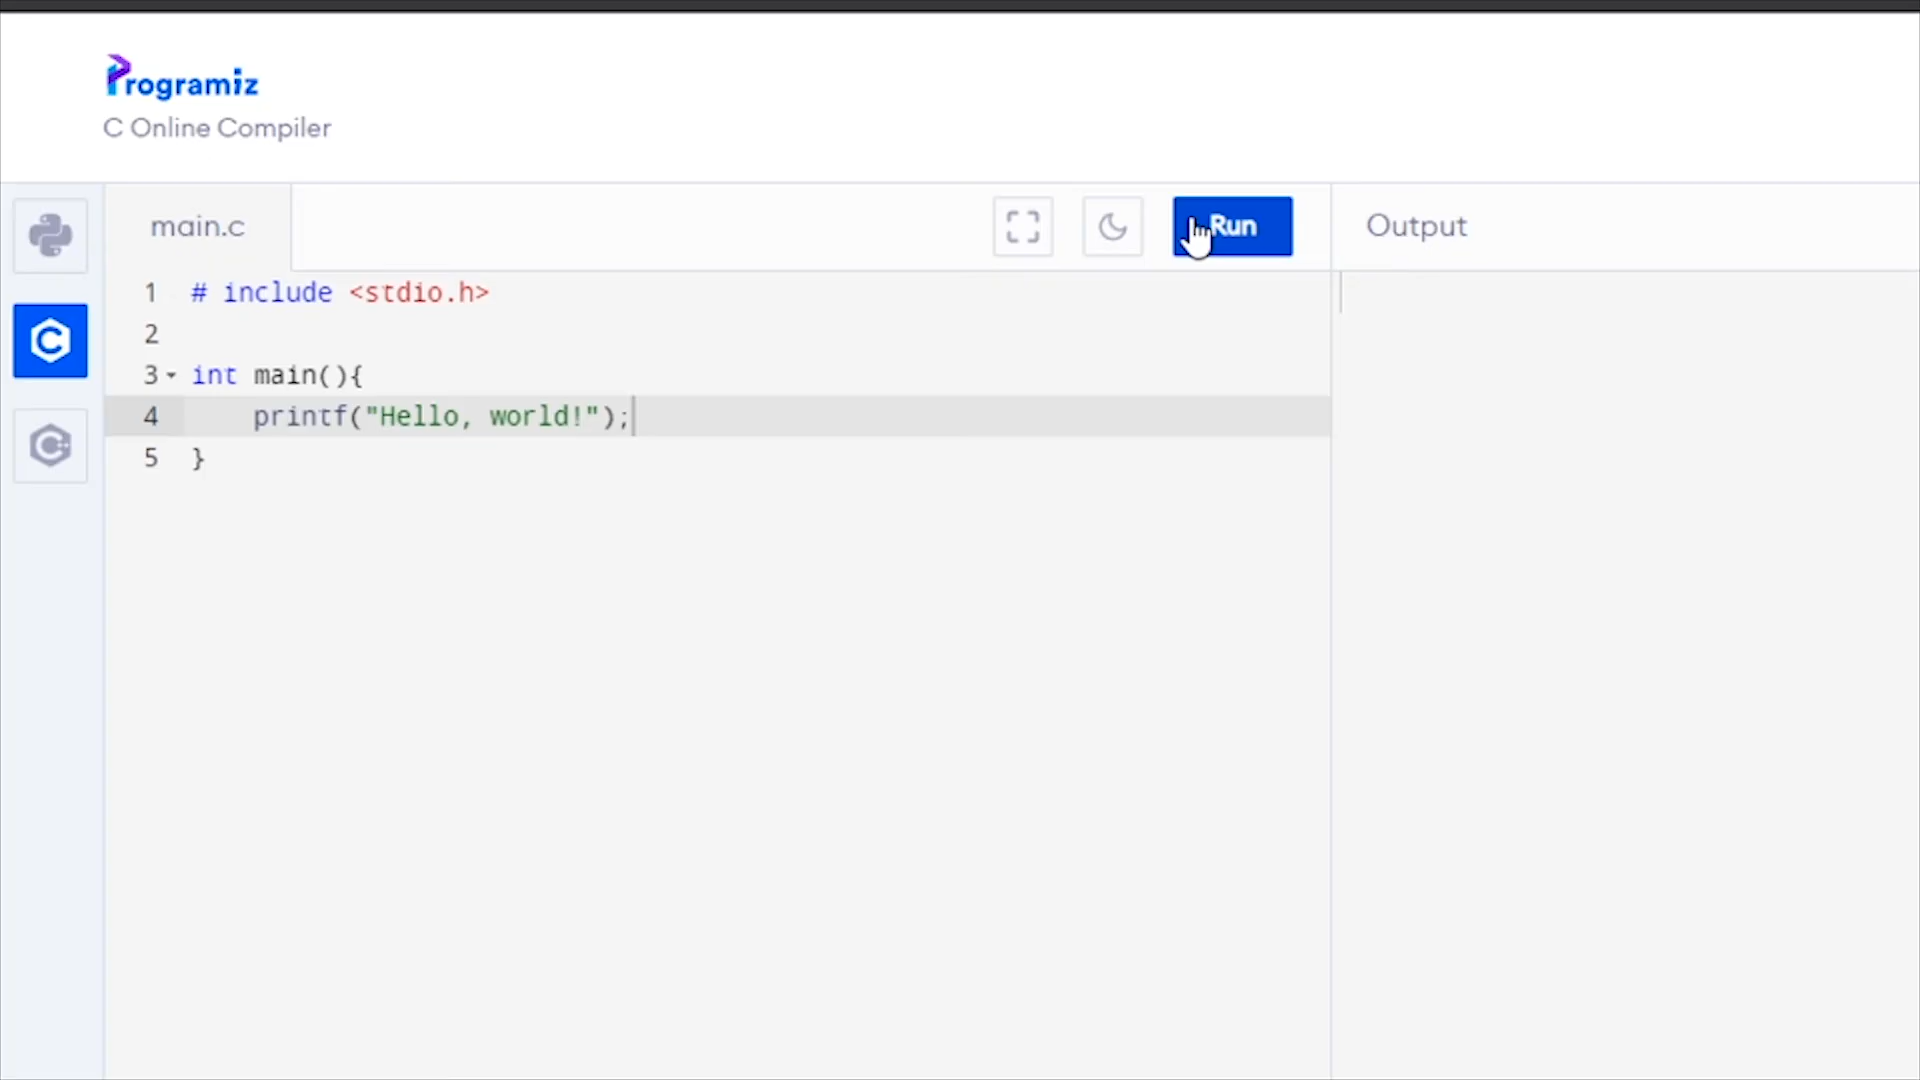 Programiz
C Online Compiler
main.c
Run
Output
1 # include <stdio.h>
2
3 int main(){
4     printf("Hello, world!");
5 }